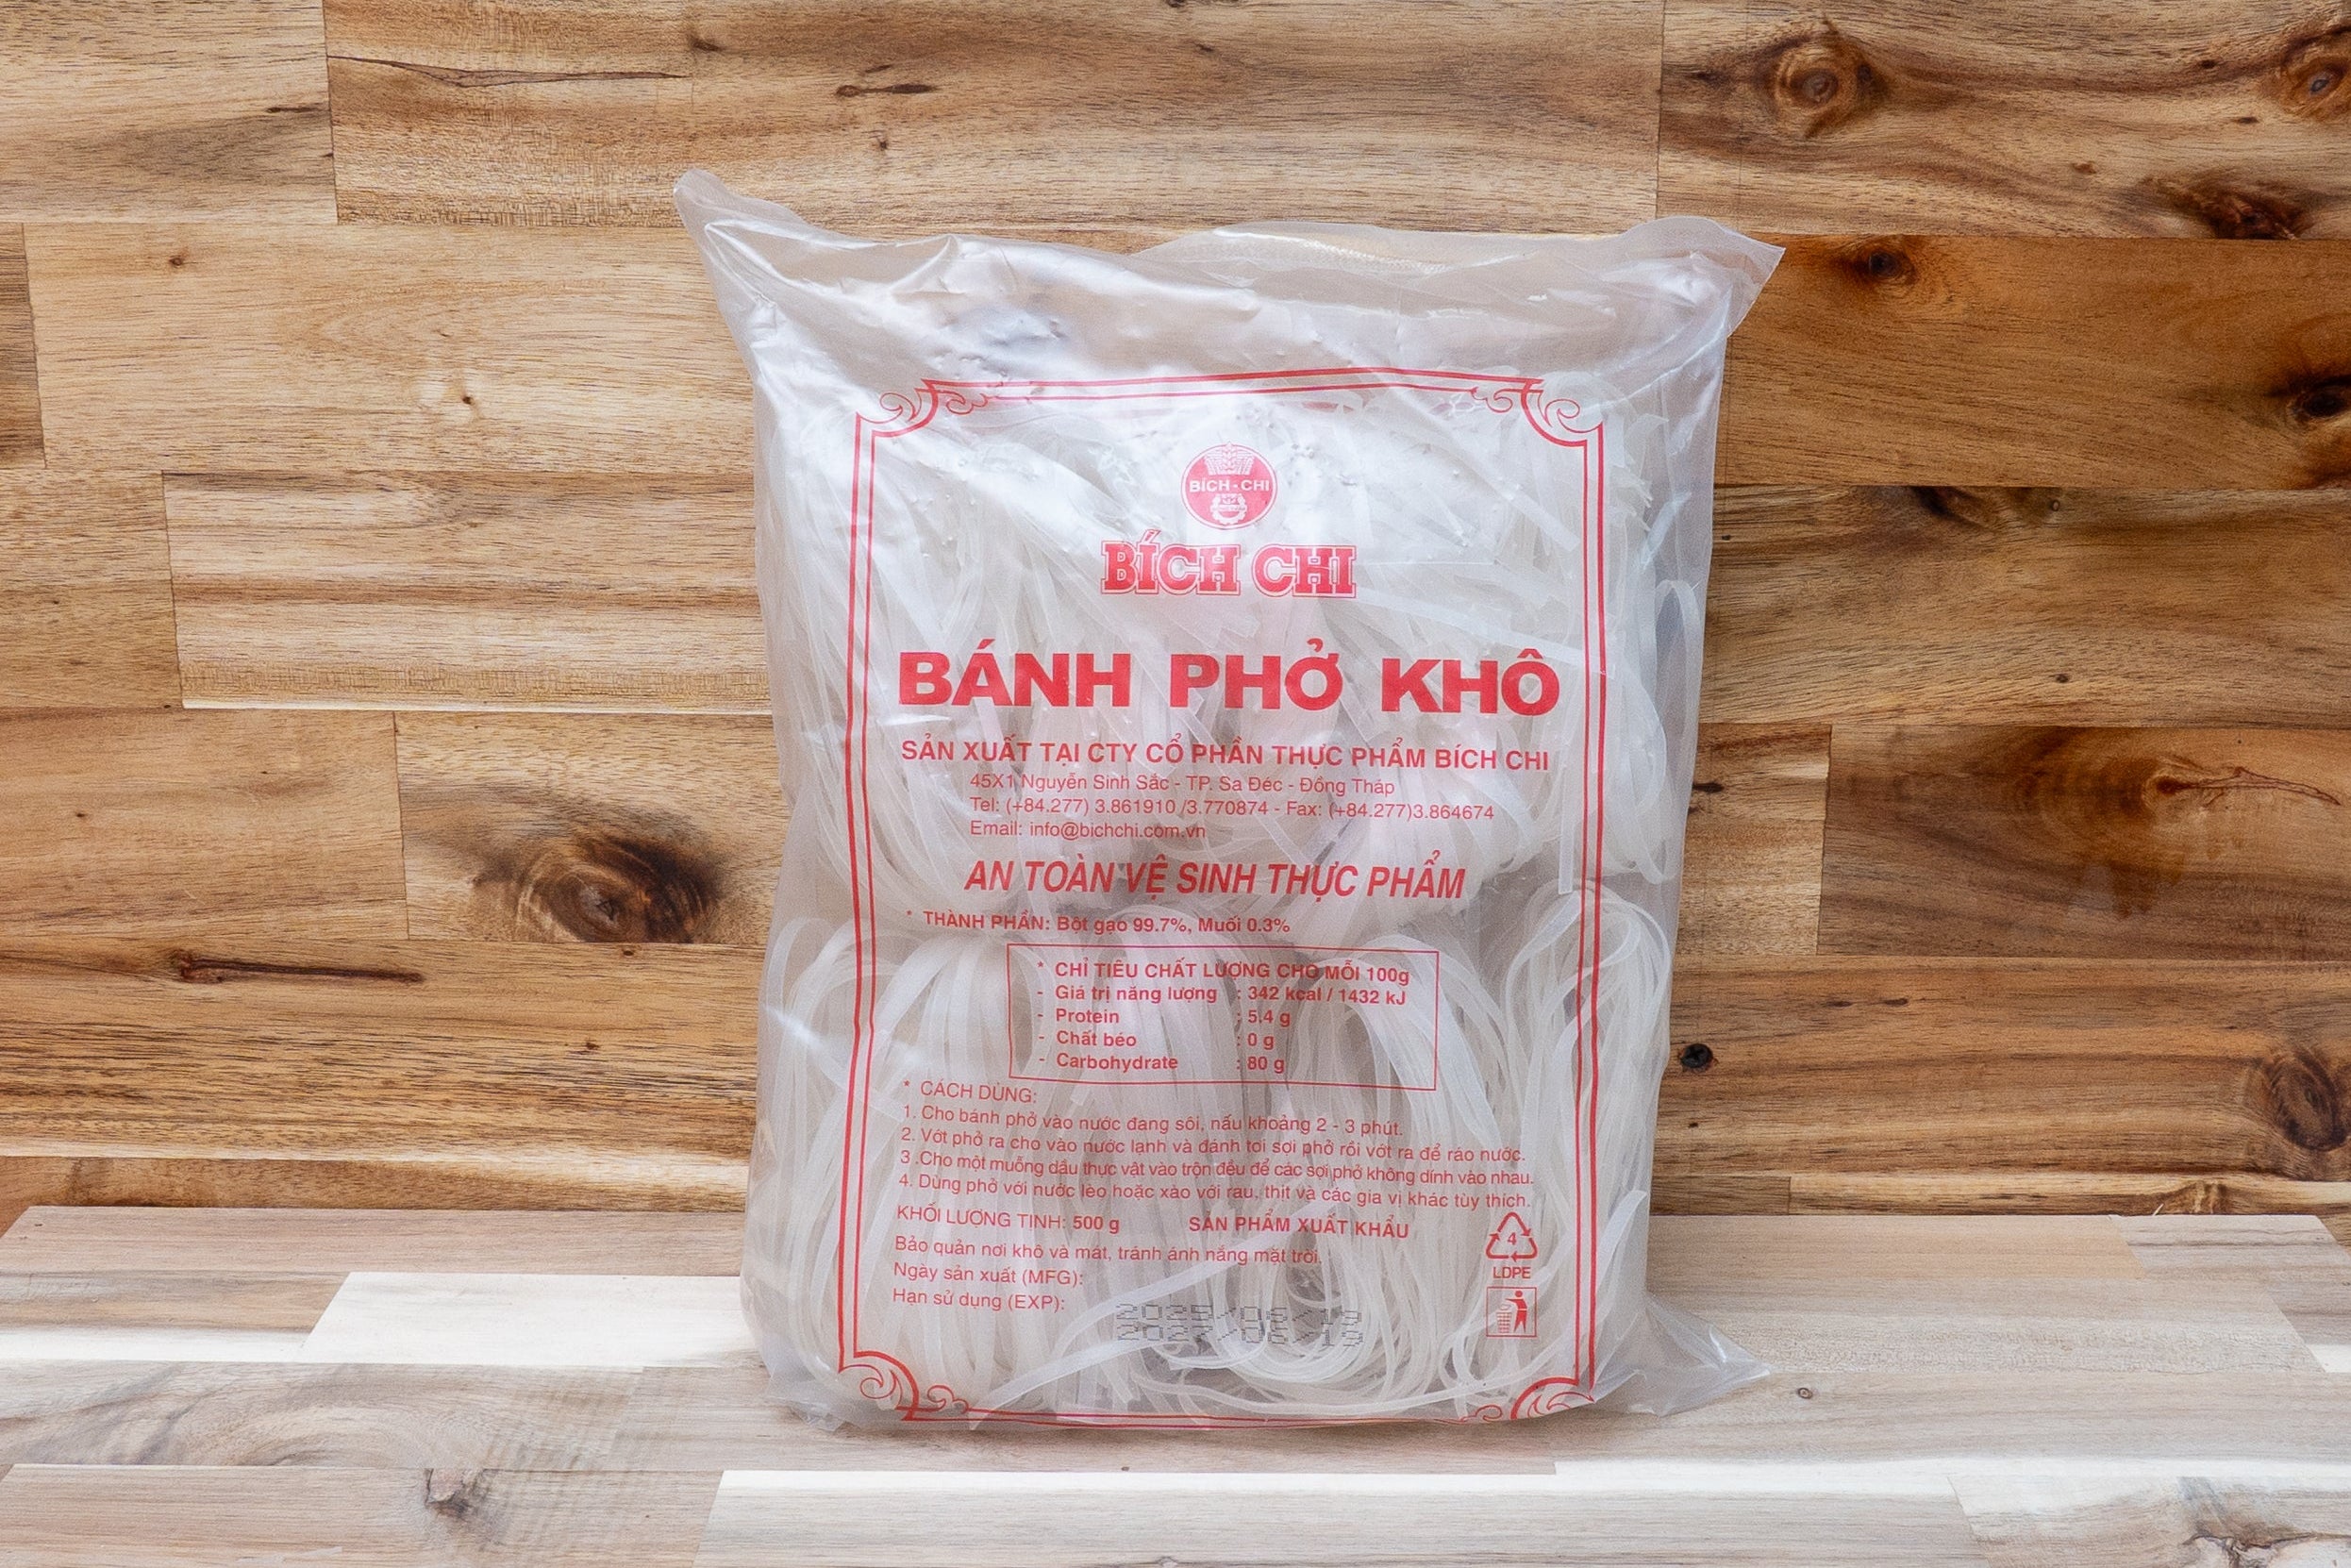 BÍCH - CHI
BÍCH CHI
BÁNH PHỞ KHÔ
SẢN XUẤT TẠI CTY CỔ PHẦN THỰC PHẨM BÍCH CHI
45X1 Nguyễn Sinh Sắc - TP. Sa Đéc - Đồng Tháp
Tel: (+84.277) 3.861910 /3.770874 - Fax: (+84.277)3.864674
Email: info@bichchi.com.vn
AN TOÀN VỆ SINH THỰC PHẨM
* THÀNH PHẦN: Bột gạo 99.7%, Muối 0.3%
* CHỈ TIÊU CHẤT LƯỢNG CHO MỖI 100g
- Giá trị năng lượng : 342 kcal / 1432 kJ
- Protein : 5.4 g
- Chất béo : 0 g
- Carbohydrate : 80 g
* CÁCH DÙNG:
1. Cho bánh phở vào nước đang sôi, nấu khoảng 2 - 3 phút.
2. Vớt phở ra cho vào nước lạnh và đánh tơi sợi phở rồi vớt ra để ráo nước.
3 .Cho một muỗng dầu thực vật vào trộn đều để các sợi phở không dính vào nhau.
4. Dùng phở với nước lèo hoặc xào với rau, thịt và các gia vị khác tùy thích.
KHỐI LƯỢNG TỊNH: 500 g SẢN PHẨM XUẤT KHẨU
Bảo quản nơi khô và mát, tránh ánh nắng mặt trời.
Ngày sản xuất (MFG):
Hạn sử dụng (EXP):
2025/06/19
2027/06/19
4
LDPE